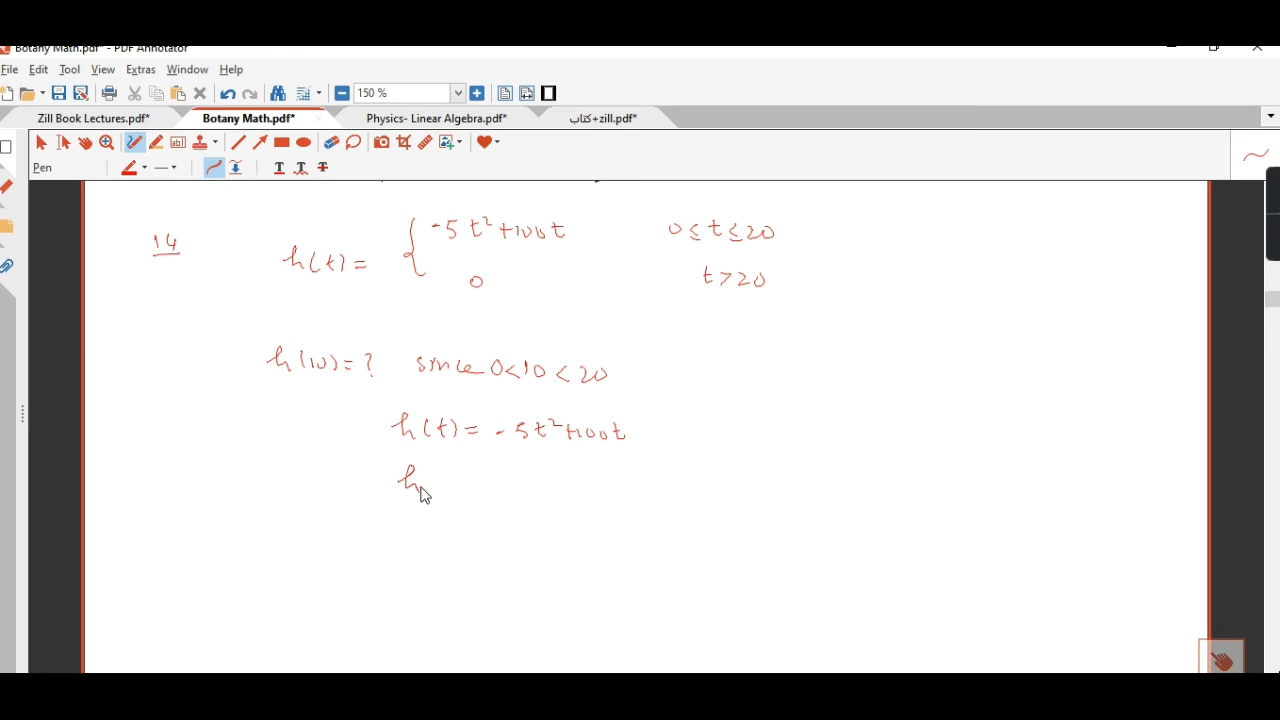 Botany Math.pdf* - PDF Annotator
File Edit Tool View Extras Window Help
150 %
Zill Book Lectures.pdf* Botany Math.pdf* Physics- Linear Algebra.pdf* کتاب+zill.pdf*
Pen
14 h(t) = { -5t²+100t 0≤t≤20
0 t>20
h(10)=? since 0<10<20
h(t) = -5t²+100t
h